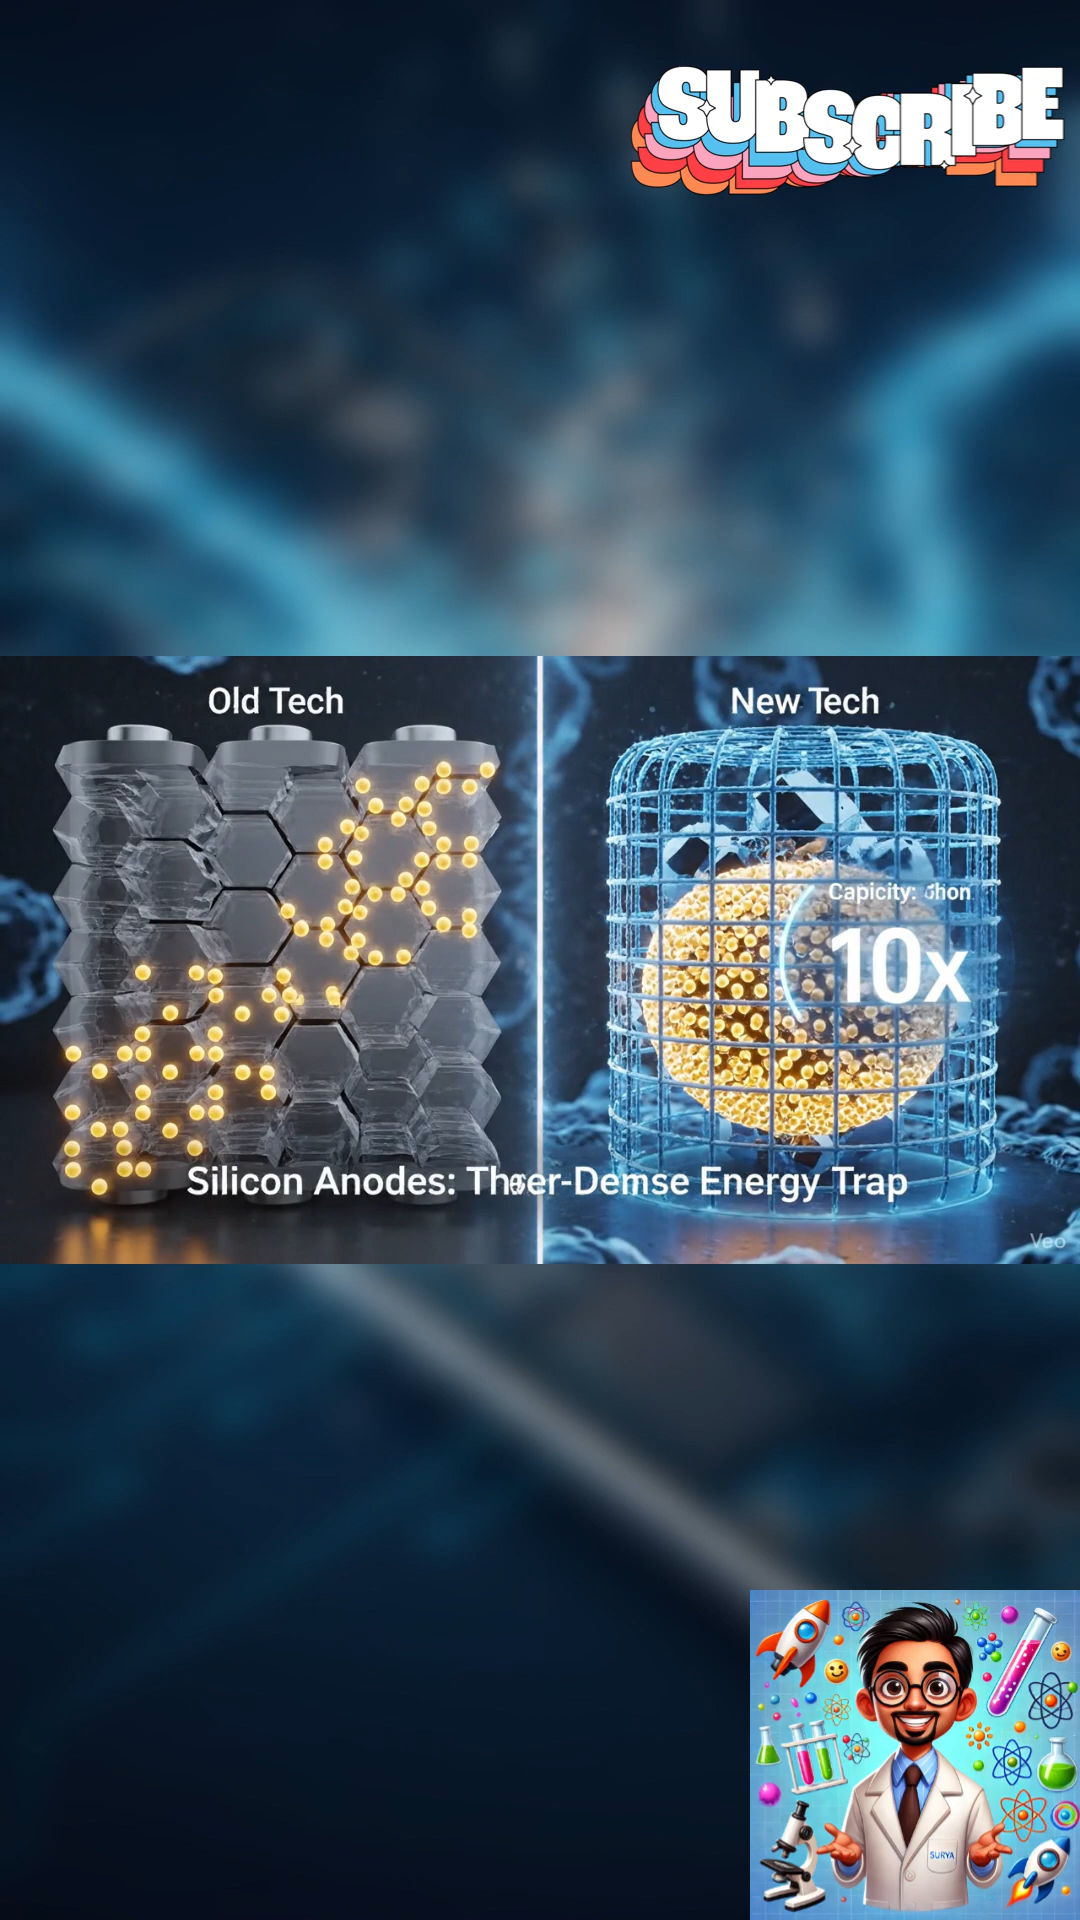 SUBSCRIBE
Old Tech
New Tech
Capicity:
10x
Silicon Anodes: Energy Trap
Veo
SURYA